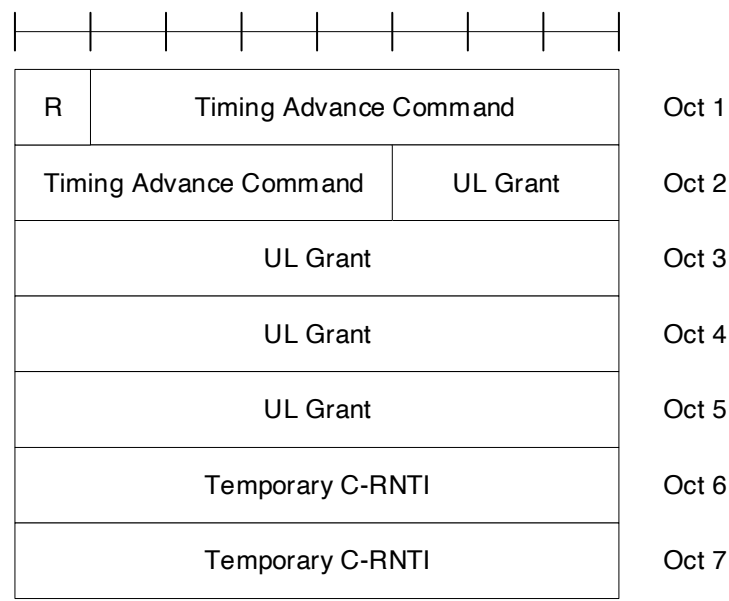 R Timing Advance Command Oct 1
Timing Advance Command UL Grant Oct 2
UL Grant Oct 3
UL Grant Oct 4
UL Grant Oct 5
Temporary C-RNTI Oct 6
Temporary C-RNTI Oct 7